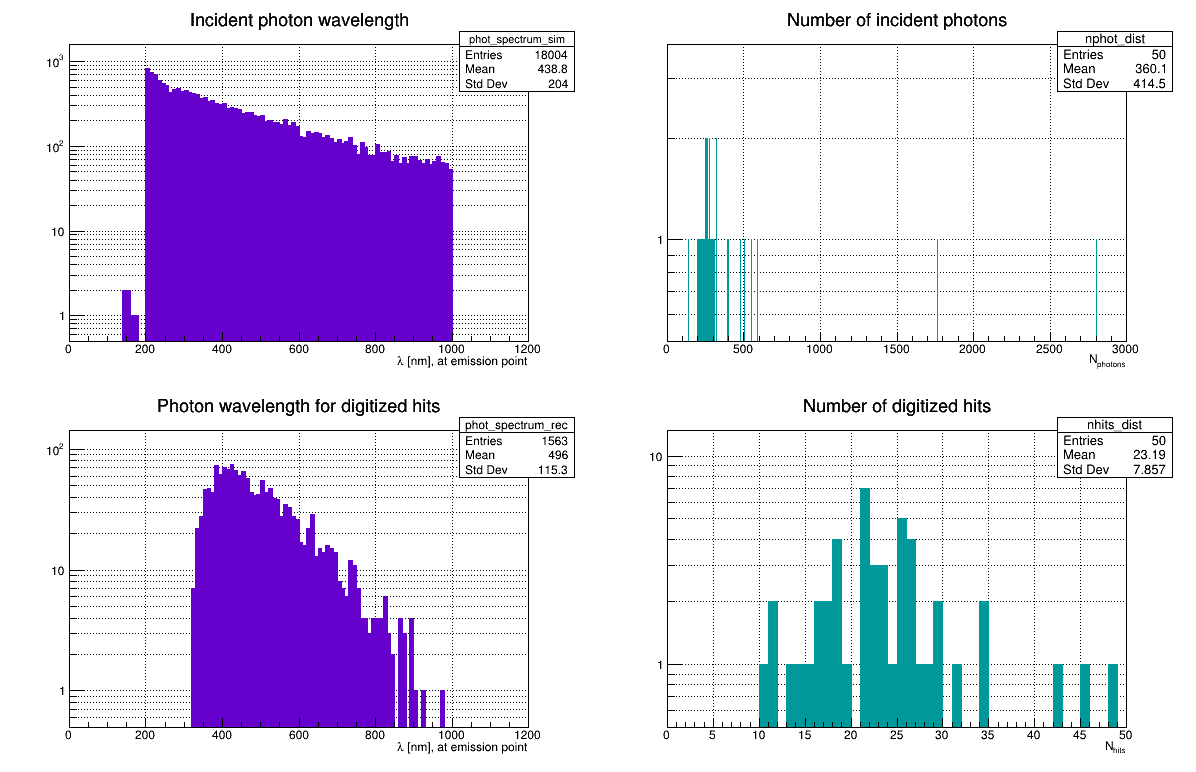 Incident photon wavelength
phot_spectrum_sim
Entries 18004
Mean 438.8
Std Dev 204
10³
10²
10
1
0 200 400 600 800 1000 1200
λ [nm], at emission point
Number of incident photons
nphot_dist
Entries 50
Mean 360.1
Std Dev 414.5
1
0 500 1000 1500 2000 2500 3000
Nphotons
Photon wavelength for digitized hits
phot_spectrum_rec
Entries 1563
Mean 496
Std Dev 115.3
10²
10
1
0 200 400 600 800 1000 1200
λ [nm], at emission point
Number of digitized hits
nhits_dist
Entries 50
Mean 23.19
Std Dev 7.857
10
1
0 5 10 15 20 25 30 35 40 45 50
Nhits